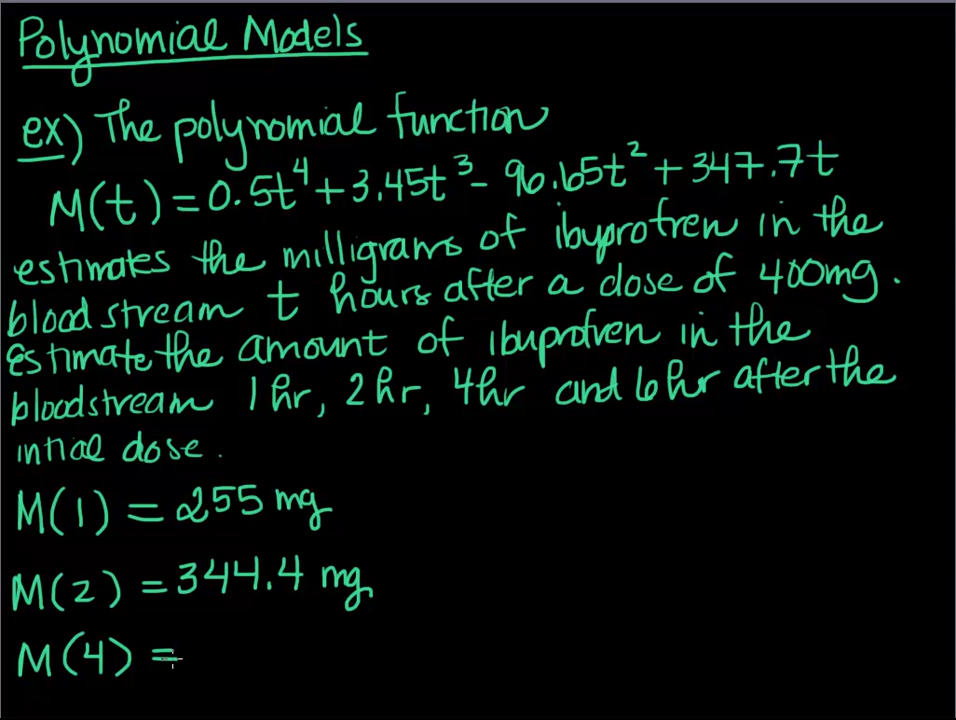 Polynomial Models
ex) The polynomial function
M(t) = 0.5t⁴ + 3.45t³ - 96.65t² + 347.7t
estimates the milligrams of ibuprofren in the
bloodstream t hours after a dose of 400mg.
Estimate the amount of ibuprofren in the
bloodstream 1hr, 2hr, 4hr and 6hr after the
intial dose.
M(1) = 255 mg
M(2) = 344.4 mg
M(4) =